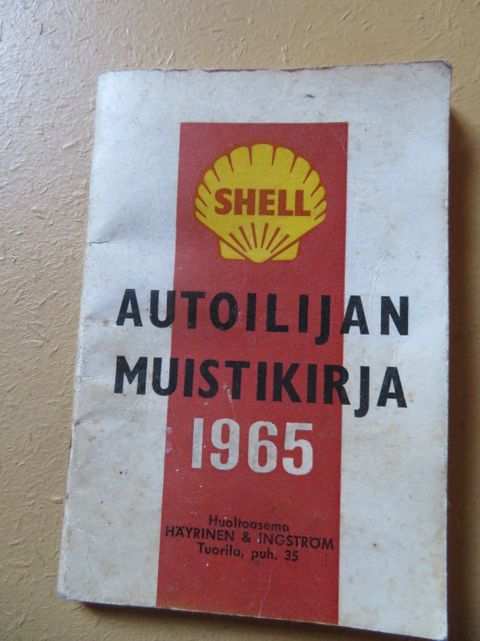 SHELL
AUTOILIJAN
MUISTIKIRJA
1965
Huoltoasema
HÄYRINEN & INGSTRÖM
Tuorila, puh. 35